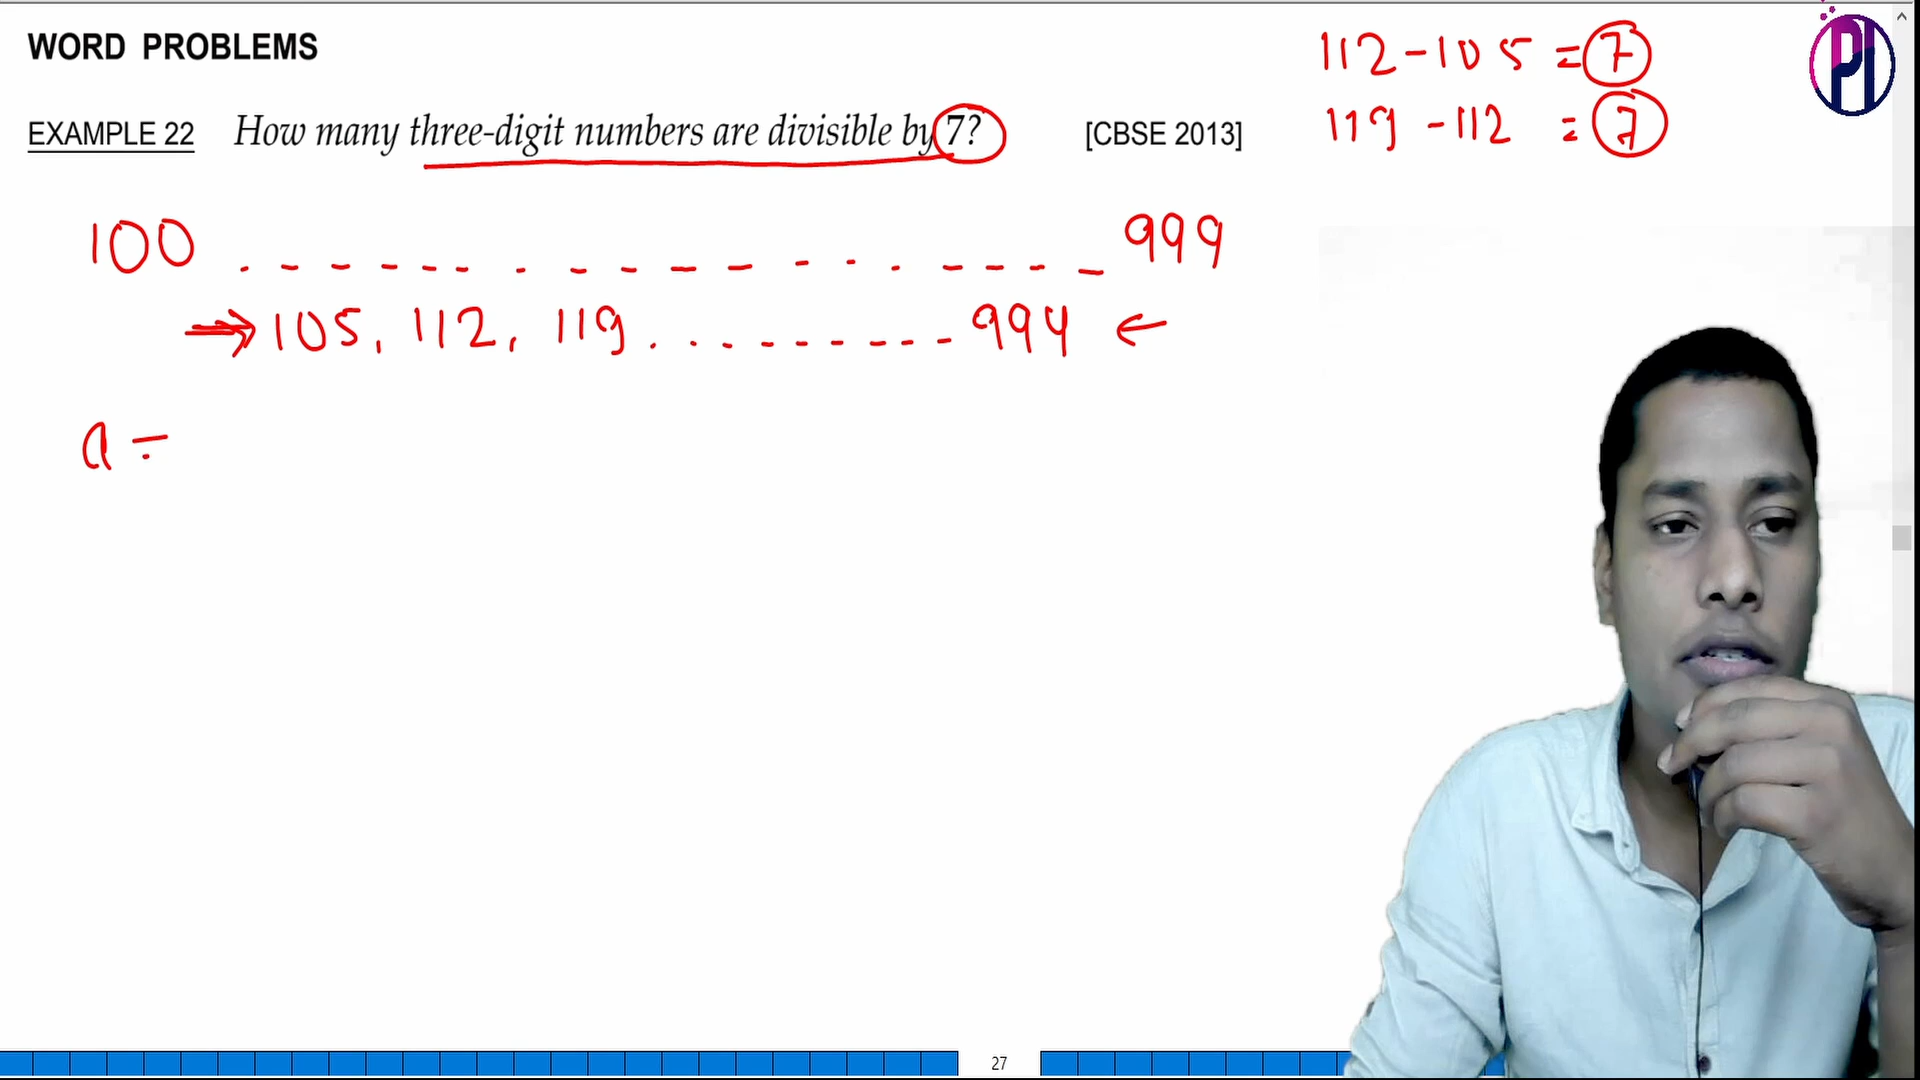 WORD PROBLEMS
112-105 = 7
EXAMPLE 22 How many three-digit numbers are divisible by 7? [CBSE 2013]
119 - 112 = 7
100 . _ _ _ _ _ . _ _ _ _ . . . _ _ _ _ 999
⇒ 105, 112, 119 . . _ _ _ _ _ _ _ 994 ←
a =
27
PI